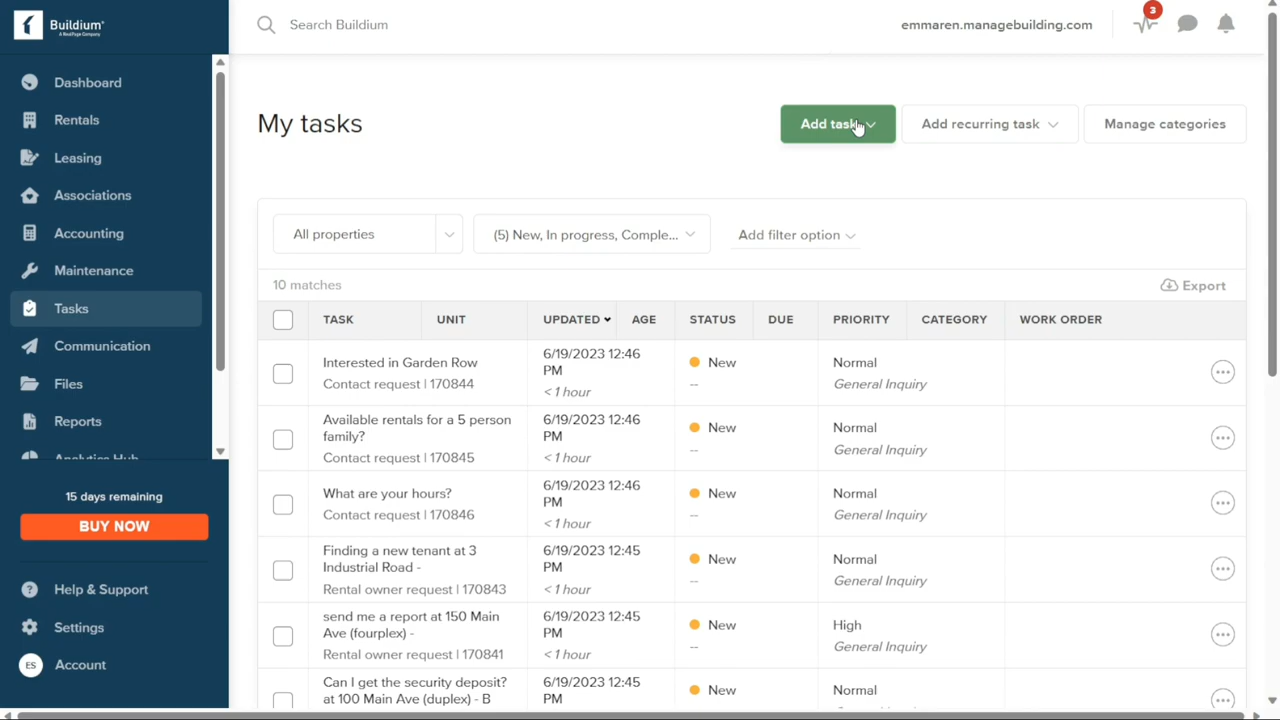 Buildium
A RealPage Company
Search Buildium
emmaren.managebuilding.com
3
Dashboard
Rentals
Leasing
Associations
Accounting
Maintenance
Tasks
Communication
Files
Reports
Analytics Hub
15 days remaining
BUY NOW
Help & Support
Settings
ES
Account
My tasks
Add task
Add recurring task
Manage categories
All properties
(5) New, In progress, Comple...
Add filter option
10 matches
Export
TASK UNIT UPDATED AGE STATUS DUE PRIORITY CATEGORY WORK ORDER
Interested in Garden Row
Contact request | 170844
6/19/2023 12:46
PM
< 1 hour
New
--
Normal
General Inquiry
Available rentals for a 5 person
family?
Contact request | 170845
6/19/2023 12:46
PM
< 1 hour
New
--
Normal
General Inquiry
What are your hours?
Contact request | 170846
6/19/2023 12:46
PM
< 1 hour
New
--
Normal
General Inquiry
Finding a new tenant at 3
Industrial Road -
Rental owner request | 170843
6/19/2023 12:45
PM
< 1 hour
New
--
Normal
General Inquiry
send me a report at 150 Main
Ave (fourplex) -
Rental owner request | 170841
6/19/2023 12:45
PM
< 1 hour
New
--
High
General Inquiry
Can I get the security deposit?
at 100 Main Ave (duplex) - B
6/19/2023 12:45
PM
New
Normal